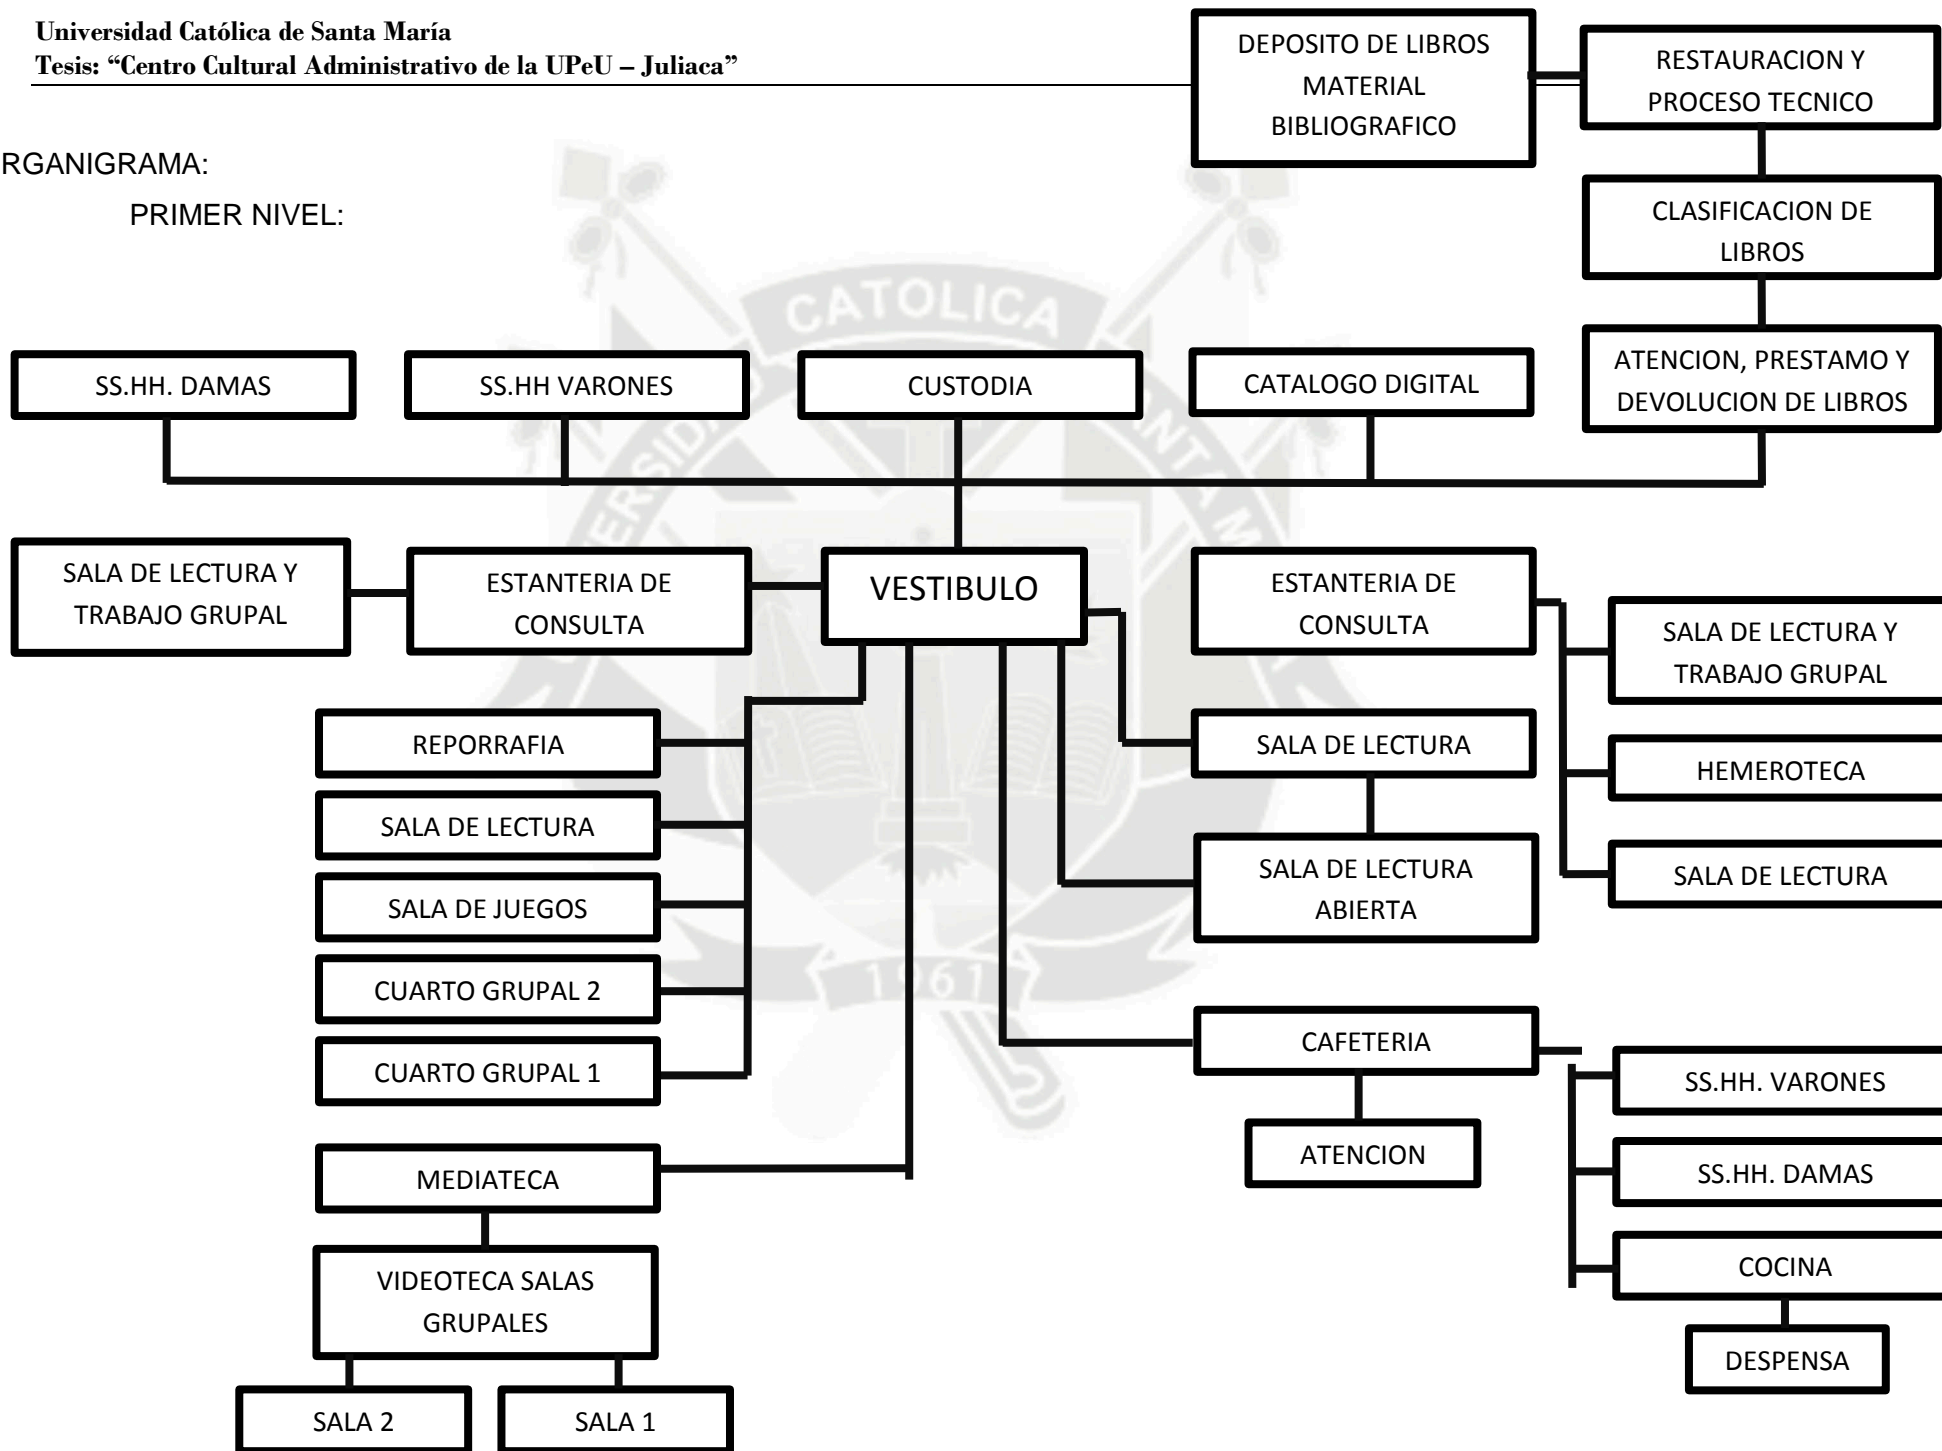 Universidad Católica de Santa María
Tesis: “Centro Cultural Administrativo de la UPeU – Juliaca”
DEPOSITO DE LIBROS
MATERIAL
BIBLIOGRAFICO
RESTAURACION Y
PROCESO TECNICO
RGANIGRAMA:
PRIMER NIVEL:
CLASIFICACION DE
LIBROS
SS.HH. DAMAS
SS.HH VARONES
CUSTODIA
CATALOGO DIGITAL
ATENCION, PRESTAMO Y
DEVOLUCION DE LIBROS
SALA DE LECTURA Y
TRABAJO GRUPAL
ESTANTERIA DE
CONSULTA
VESTIBULO
ESTANTERIA DE
CONSULTA
SALA DE LECTURA Y
TRABAJO GRUPAL
REPORRAFIA
SALA DE LECTURA
HEMEROTECA
SALA DE LECTURA
SALA DE LECTURA
ABIERTA
SALA DE LECTURA
SALA DE JUEGOS
CUARTO GRUPAL 2
CUARTO GRUPAL 1
CAFETERIA
SS.HH. VARONES
ATENCION
MEDIATECA
SS.HH. DAMAS
VIDEOTECA SALAS
GRUPALES
COCINA
DESPENSA
SALA 2
SALA 1
CATOLICA
1961